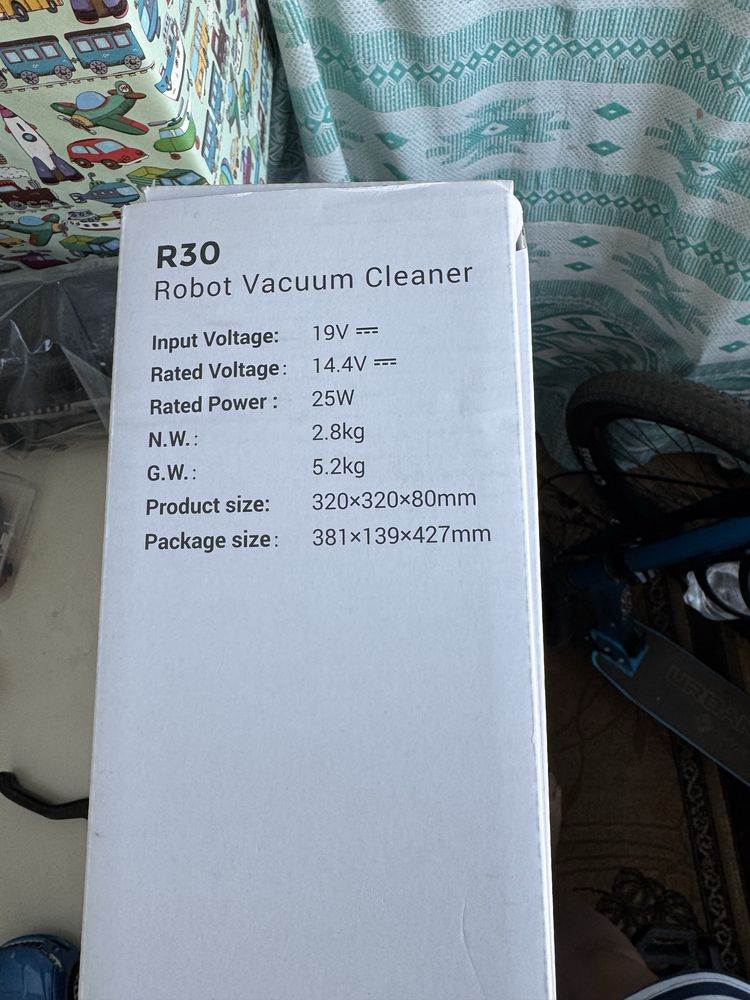 R30
Robot Vacuum Cleaner
Input Voltage: 19V ⎓
Rated Voltage: 14.4V ⎓
Rated Power : 25W
N.W.: 2.8kg
G.W.: 5.2kg
Product size: 320×320×80mm
Package size: 381×139×427mm